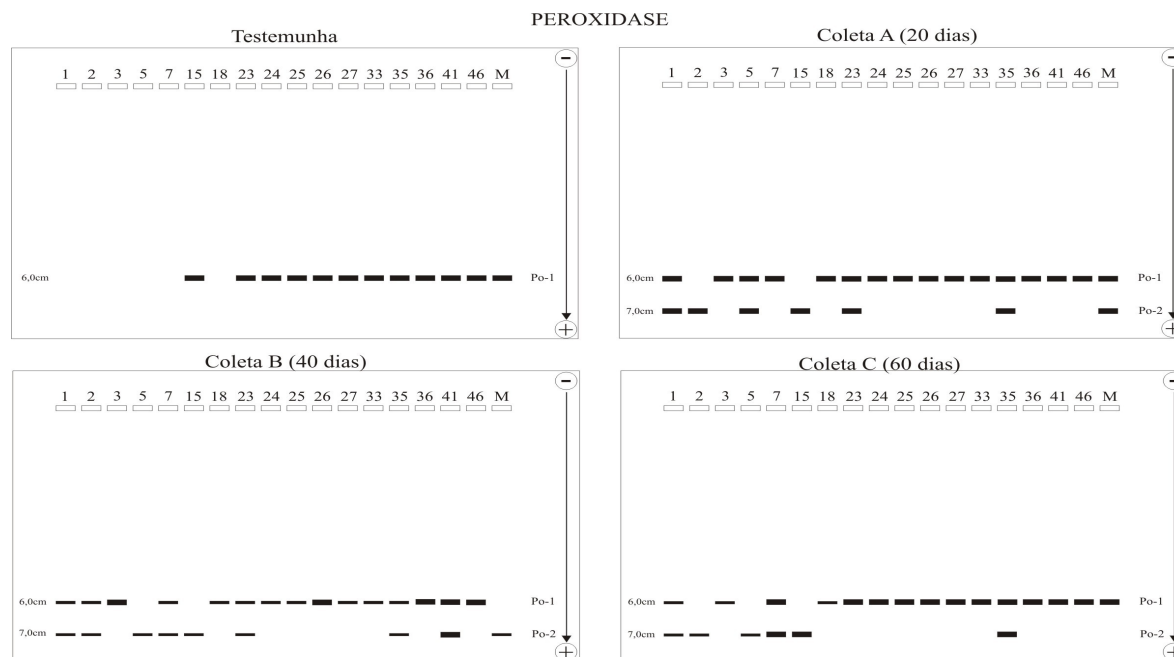 PEROXIDASE
Testemunha
1 2 3 5 7 15 18 23 24 25 26 27 33 35 36 41 46 M
−
6,0cm Po-1
+
Coleta A (20 dias)
1 2 3 5 7 15 18 23 24 25 26 27 33 35 36 41 46 M
−
6,0cm Po-1
7,0cm Po-2
+
Coleta B (40 dias)
1 2 3 5 7 15 18 23 24 25 26 27 33 35 36 41 46 M
−
6,0cm Po-1
7,0cm Po-2
+
Coleta C (60 dias)
1 2 3 5 7 15 18 23 24 25 26 27 33 35 36 41 46 M
−
6,0cm Po-1
7,0cm Po-2
+